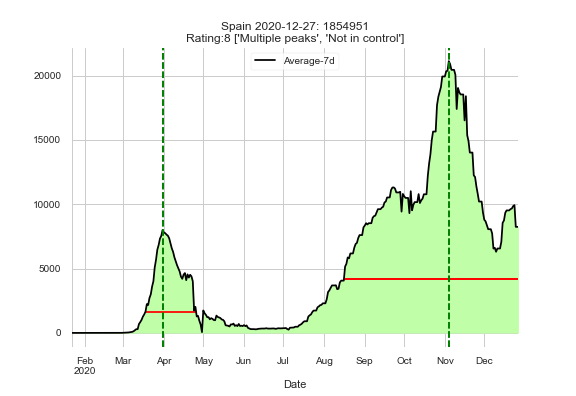 Spain 2020-12-27: 1854951
Rating:8 ['Multiple peaks', 'Not in control']
Average-7d
20000
15000
10000
5000
0
Feb Mar Apr May Jun Jul Aug Sep Oct Nov Dec
2020
Date